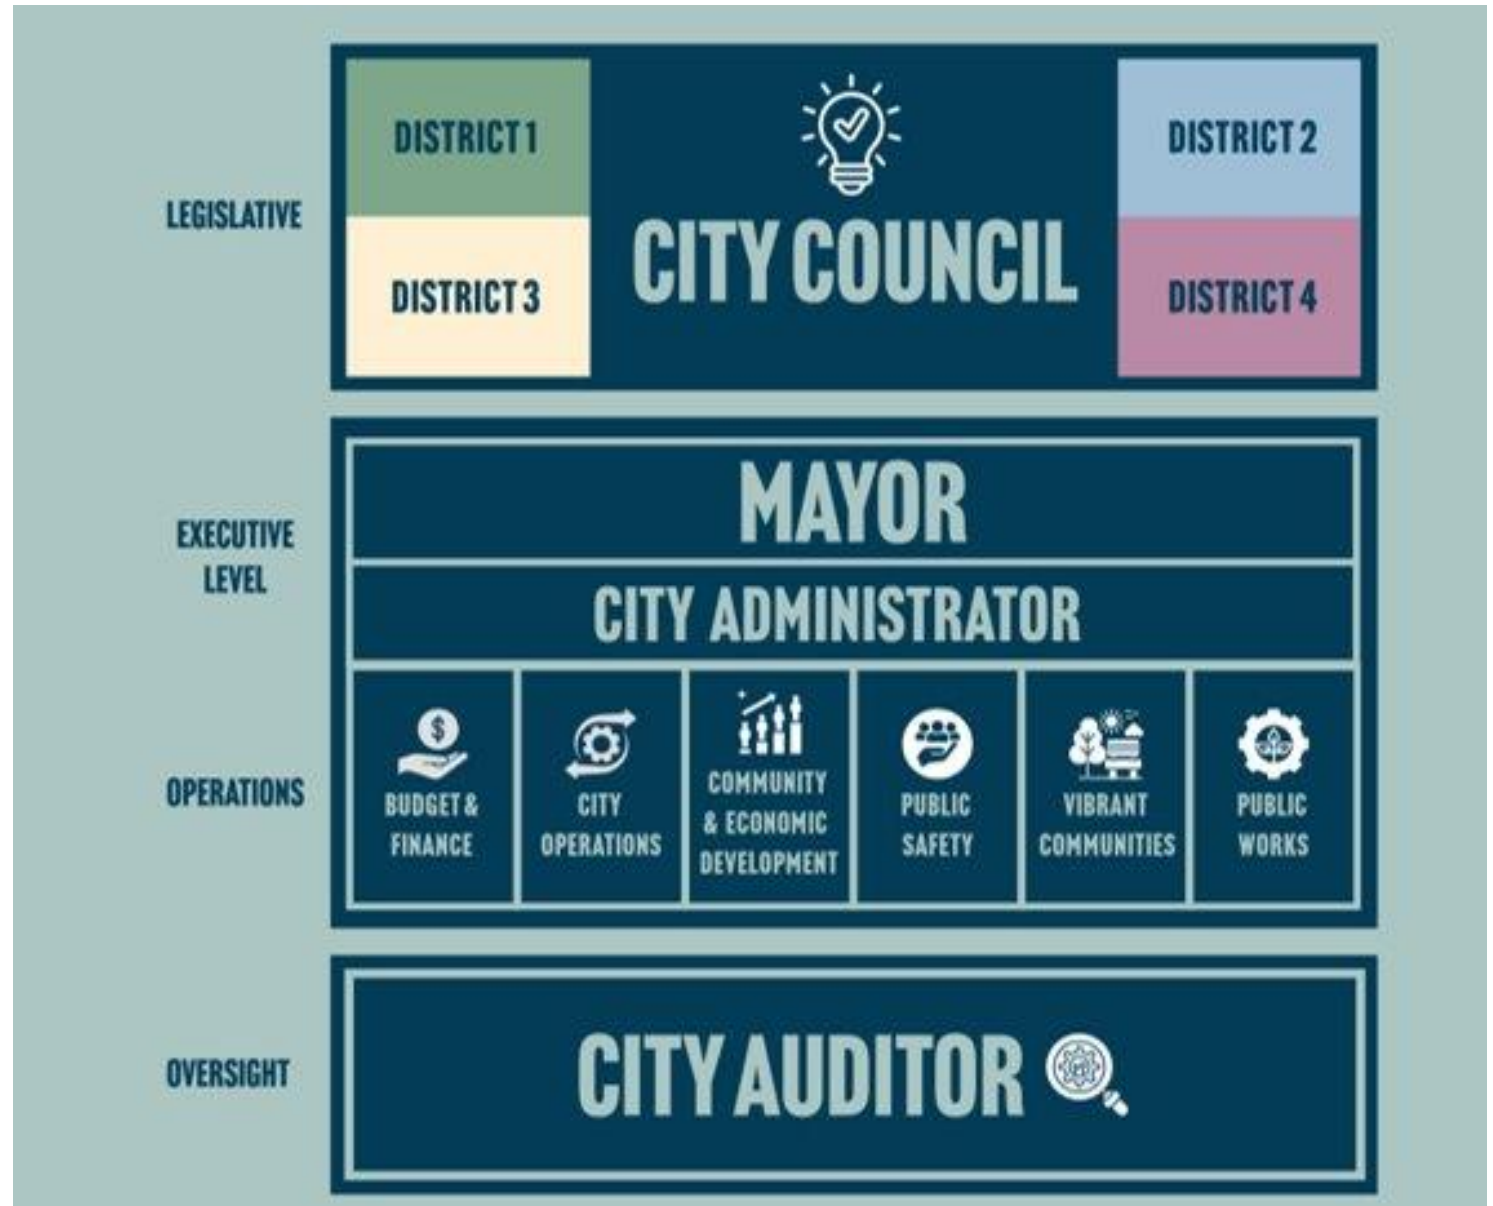 LEGISLATIVE
DISTRICT 1
DISTRICT 2
CITY COUNCIL
DISTRICT 3
DISTRICT 4
EXECUTIVE
LEVEL
MAYOR
CITY ADMINISTRATOR
OPERATIONS
BUDGET &
FINANCE
CITY
OPERATIONS
COMMUNITY
& ECONOMIC
DEVELOPMENT
PUBLIC
SAFETY
VIBRANT
COMMUNITIES
PUBLIC
WORKS
OVERSIGHT
CITY AUDITOR